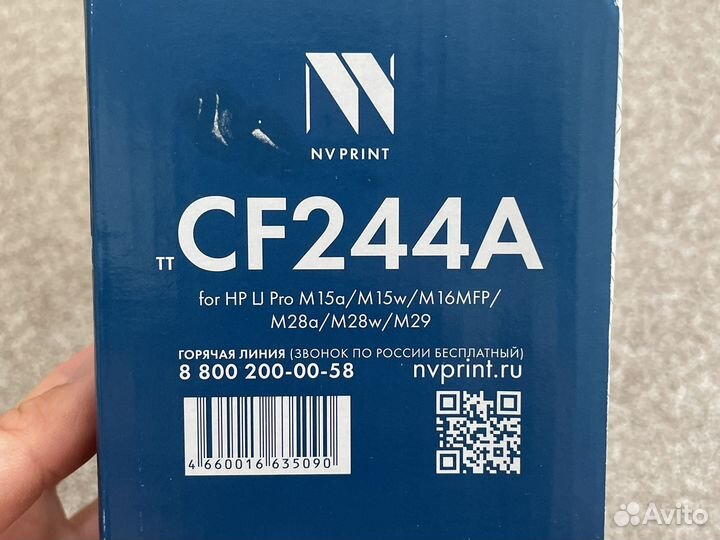 NV PRINT
TT CF244A
for HP LJ Pro M15a/M15w/M16MFP/
M28a/M28w/M29
ГОРЯЧАЯ ЛИНИЯ (ЗВОНОК ПО РОССИИ БЕСПЛАТНЫЙ)
8 800 200-00-58 nvprint.ru
4 660016 635090
Avito